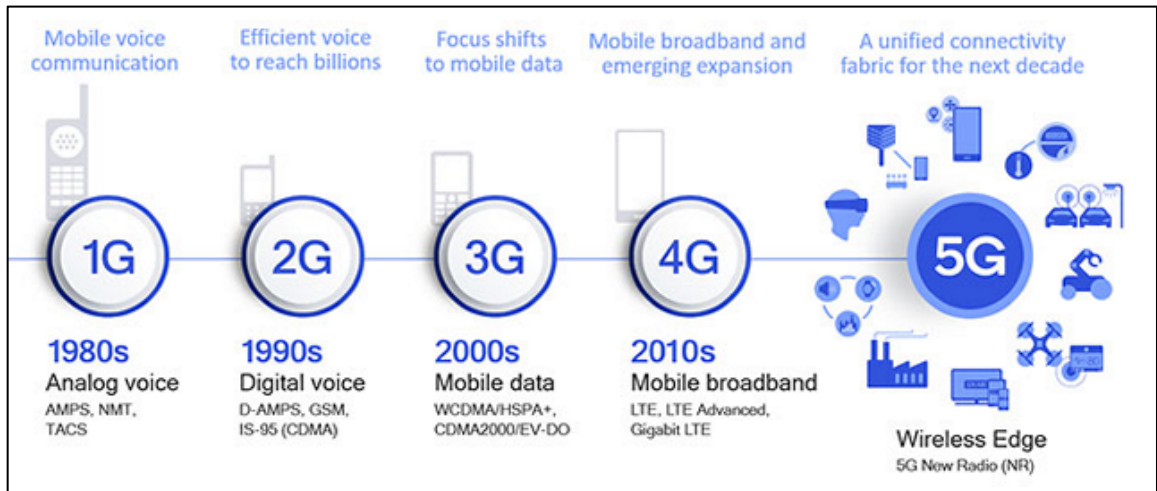 Mobile voice
communication
Efficient voice
to reach billions
Focus shifts
to mobile data
Mobile broadband and
emerging expansion
A unified connectivity
fabric for the next decade
1G
2G
3G
4G
5G
1980s
Analog voice
AMPS, NMT,
TACS
1990s
Digital voice
D-AMPS, GSM,
IS-95 (CDMA)
2000s
Mobile data
WCDMA/HSPA+,
CDMA2000/EV-DO
2010s
Mobile broadband
LTE, LTE Advanced,
Gigabit LTE
Wireless Edge
5G New Radio (NR)